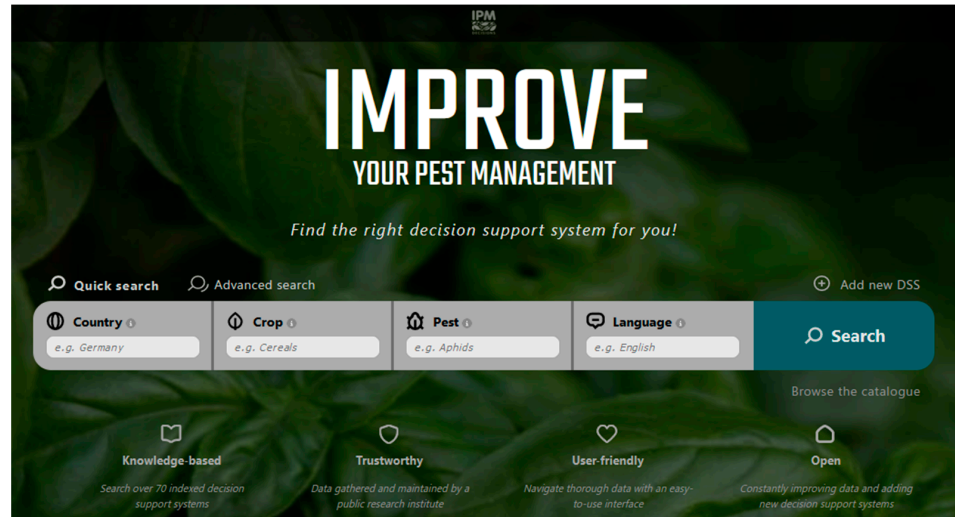 IPM
DECISIONS
IMPROVE
YOUR PEST MANAGEMENT
Find the right decision support system for you!
Quick search
Advanced search
Add new DSS
Country
Crop
Pest
Language
e.g. Germany
e.g. Cereals
e.g. Aphids
e.g. English
Search
Browse the catalogue
Knowledge-based
Search over 70 indexed decision
support systems
Trustworthy
Data gathered and maintained by a
public research institute
User-friendly
Navigate thorough data with an easy-
to-use interface
Open
Constantly improving data and adding
new decision support systems